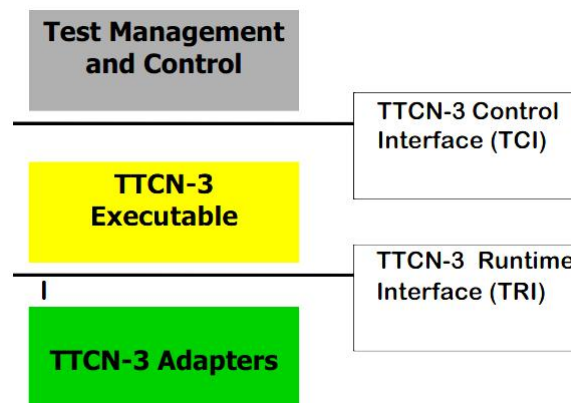 Test Management
and Control
TTCN-3 Control
Interface (TCI)
TTCN-3
Executable
TTCN-3 Runtime
Interface (TRI)
I
TTCN-3 Adapters